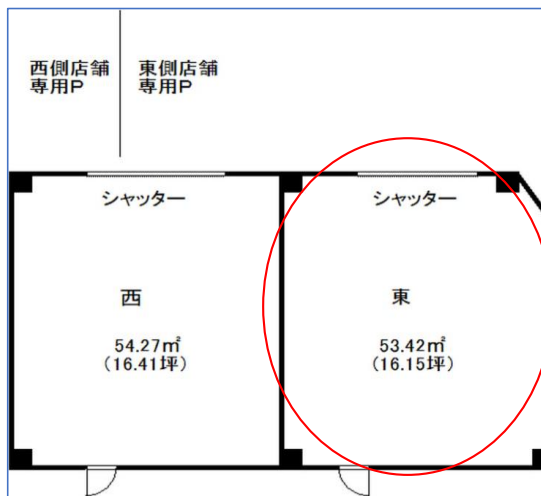 西側店舗
専用P
東側店舗
専用P
シャッター
シャッター
西
東
54.27㎡
(16.41坪)
53.42㎡
(16.15坪)